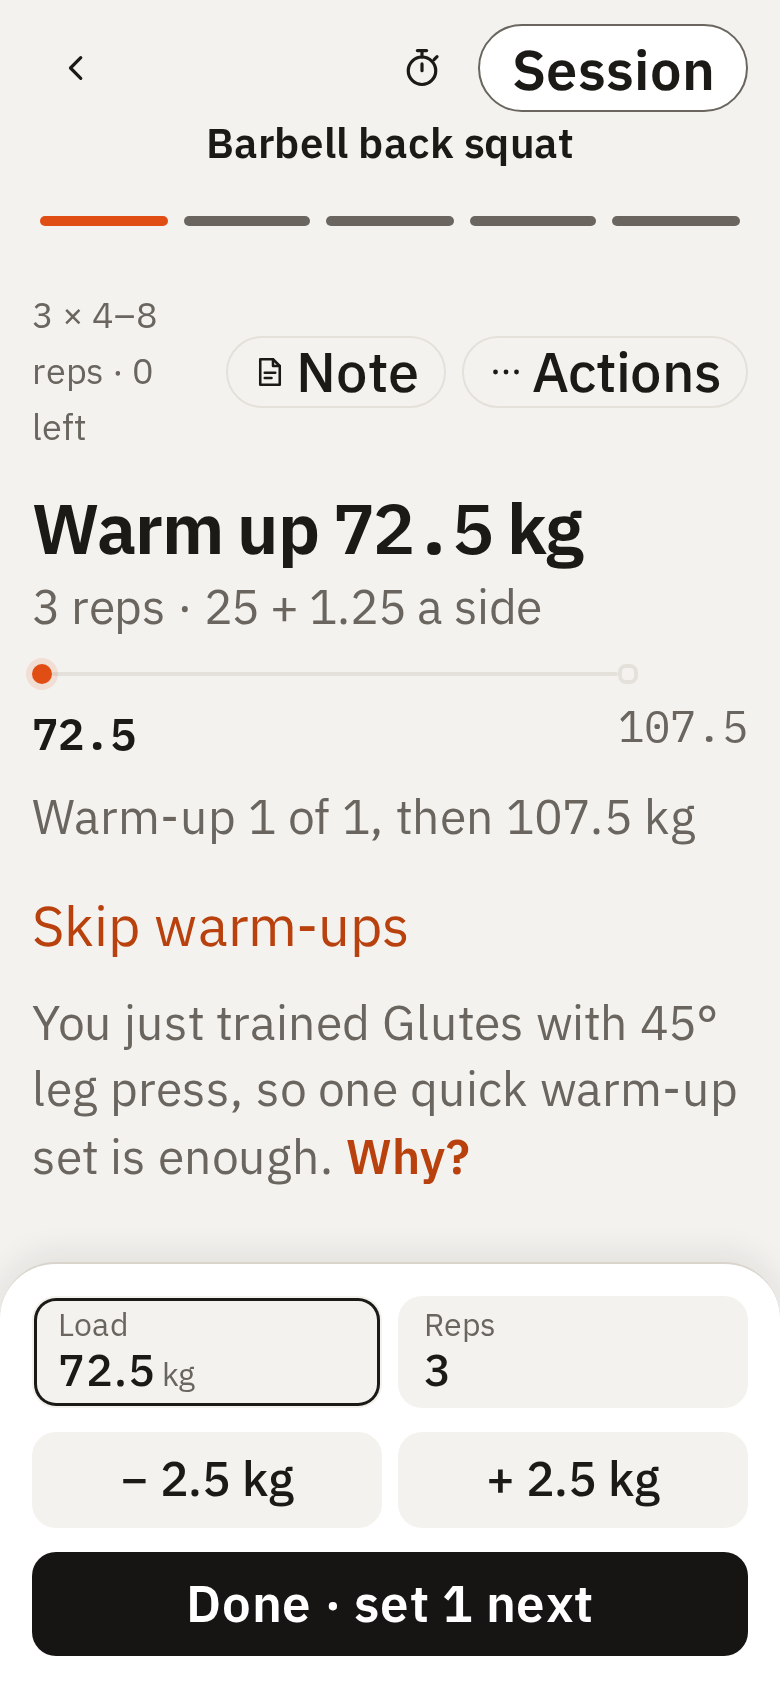 Session
Barbell back squat
3 × 4–8
reps · 0
left
Note
Actions
Warm up 72.5 kg
3 reps · 25 + 1.25 a side
72.5
107.5
Warm-up 1 of 1, then 107.5 kg
Skip warm-ups
You just trained Glutes with 45°
leg press, so one quick warm-up
set is enough. Why?
Load
72.5 kg
Reps
3
− 2.5 kg
+ 2.5 kg
Done · set 1 next